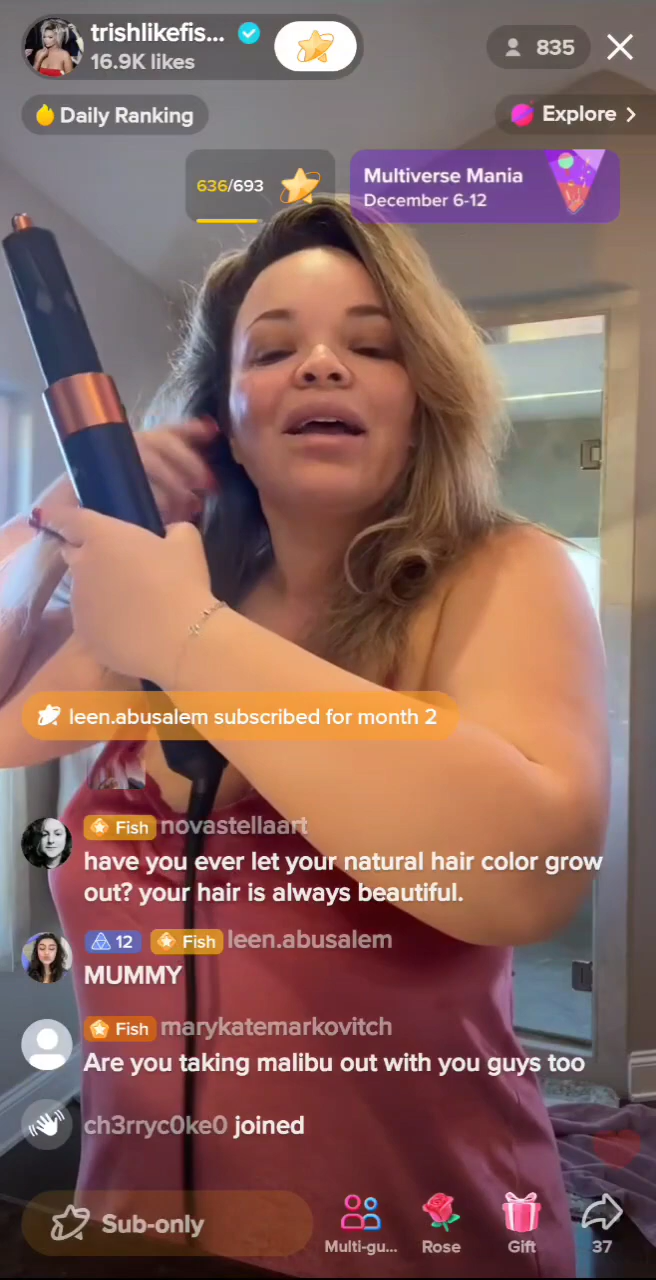 trishlikefis...
16.9K likes
835
Daily Ranking
Explore >
636/693
Multiverse Mania
December 6-12
leen.abusalem subscribed for month 2
Fish novastellaart
have you ever let your natural hair color grow
out? your hair is always beautiful.
12 Fish leen.abusalem
MUMMY
Fish marykatemarkovitch
Are you taking malibu out with you guys too
ch3rryc0ke0 joined
Sub-only
Multi-gu...
Rose
Gift
37